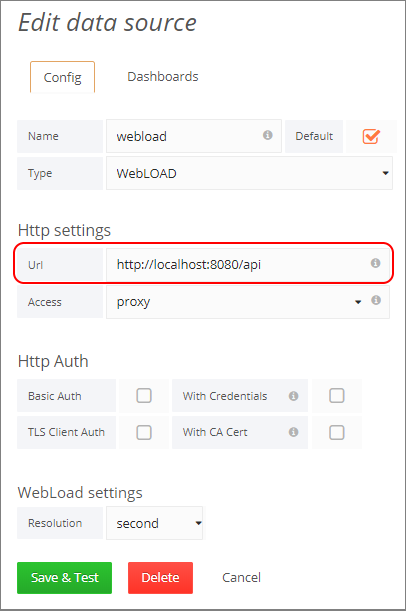 Edit data source
Config Dashboards
Name webload Default
Type WebLOAD
Http settings
Url http://localhost:8080/api
Access proxy
Http Auth
Basic Auth With Credentials
TLS Client Auth With CA Cert
WebLoad settings
Resolution second
Save & Test Delete Cancel